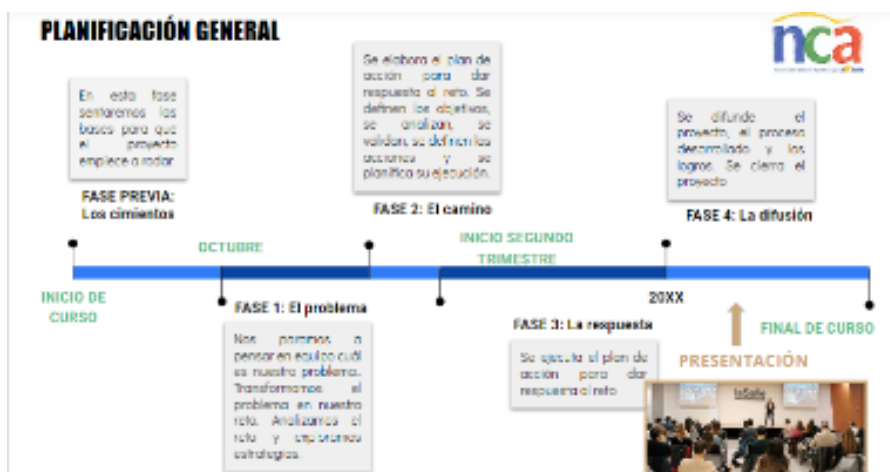 PLANIFICACIÓN GENERAL
nca
En esta fase
sentaremos las
bases para que
el proyecto
empiece a rodar
FASE PREVIA:
Los cimientos
Se elabora el plan de
acción para dar
respuesta al reto. Se
definen los objetivos,
se analizan, se
validan, se definen las
acciones y se
planifica su ejecución.
FASE 2: El camino
Se difunde el
proyecto, el proceso
desarrollado y los
logros. Se cierra el
proyecto
FASE 4: La difusión
OCTUBRE
INICIO SEGUNDO
TRIMESTRE
INICIO DE
CURSO
FASE 1: El problema
Nos paramos a
pensar en equipo cuál
es nuestro problema.
Transformamos el
problema en nuestro
reto. Analizamos el
reto y exploramos
estrategias.
FASE 3: La respuesta
Se ejecuta el plan de
acción para dar
respuesta al reto
20XX
FINAL DE CURSO
PRESENTACIÓN
laSalle